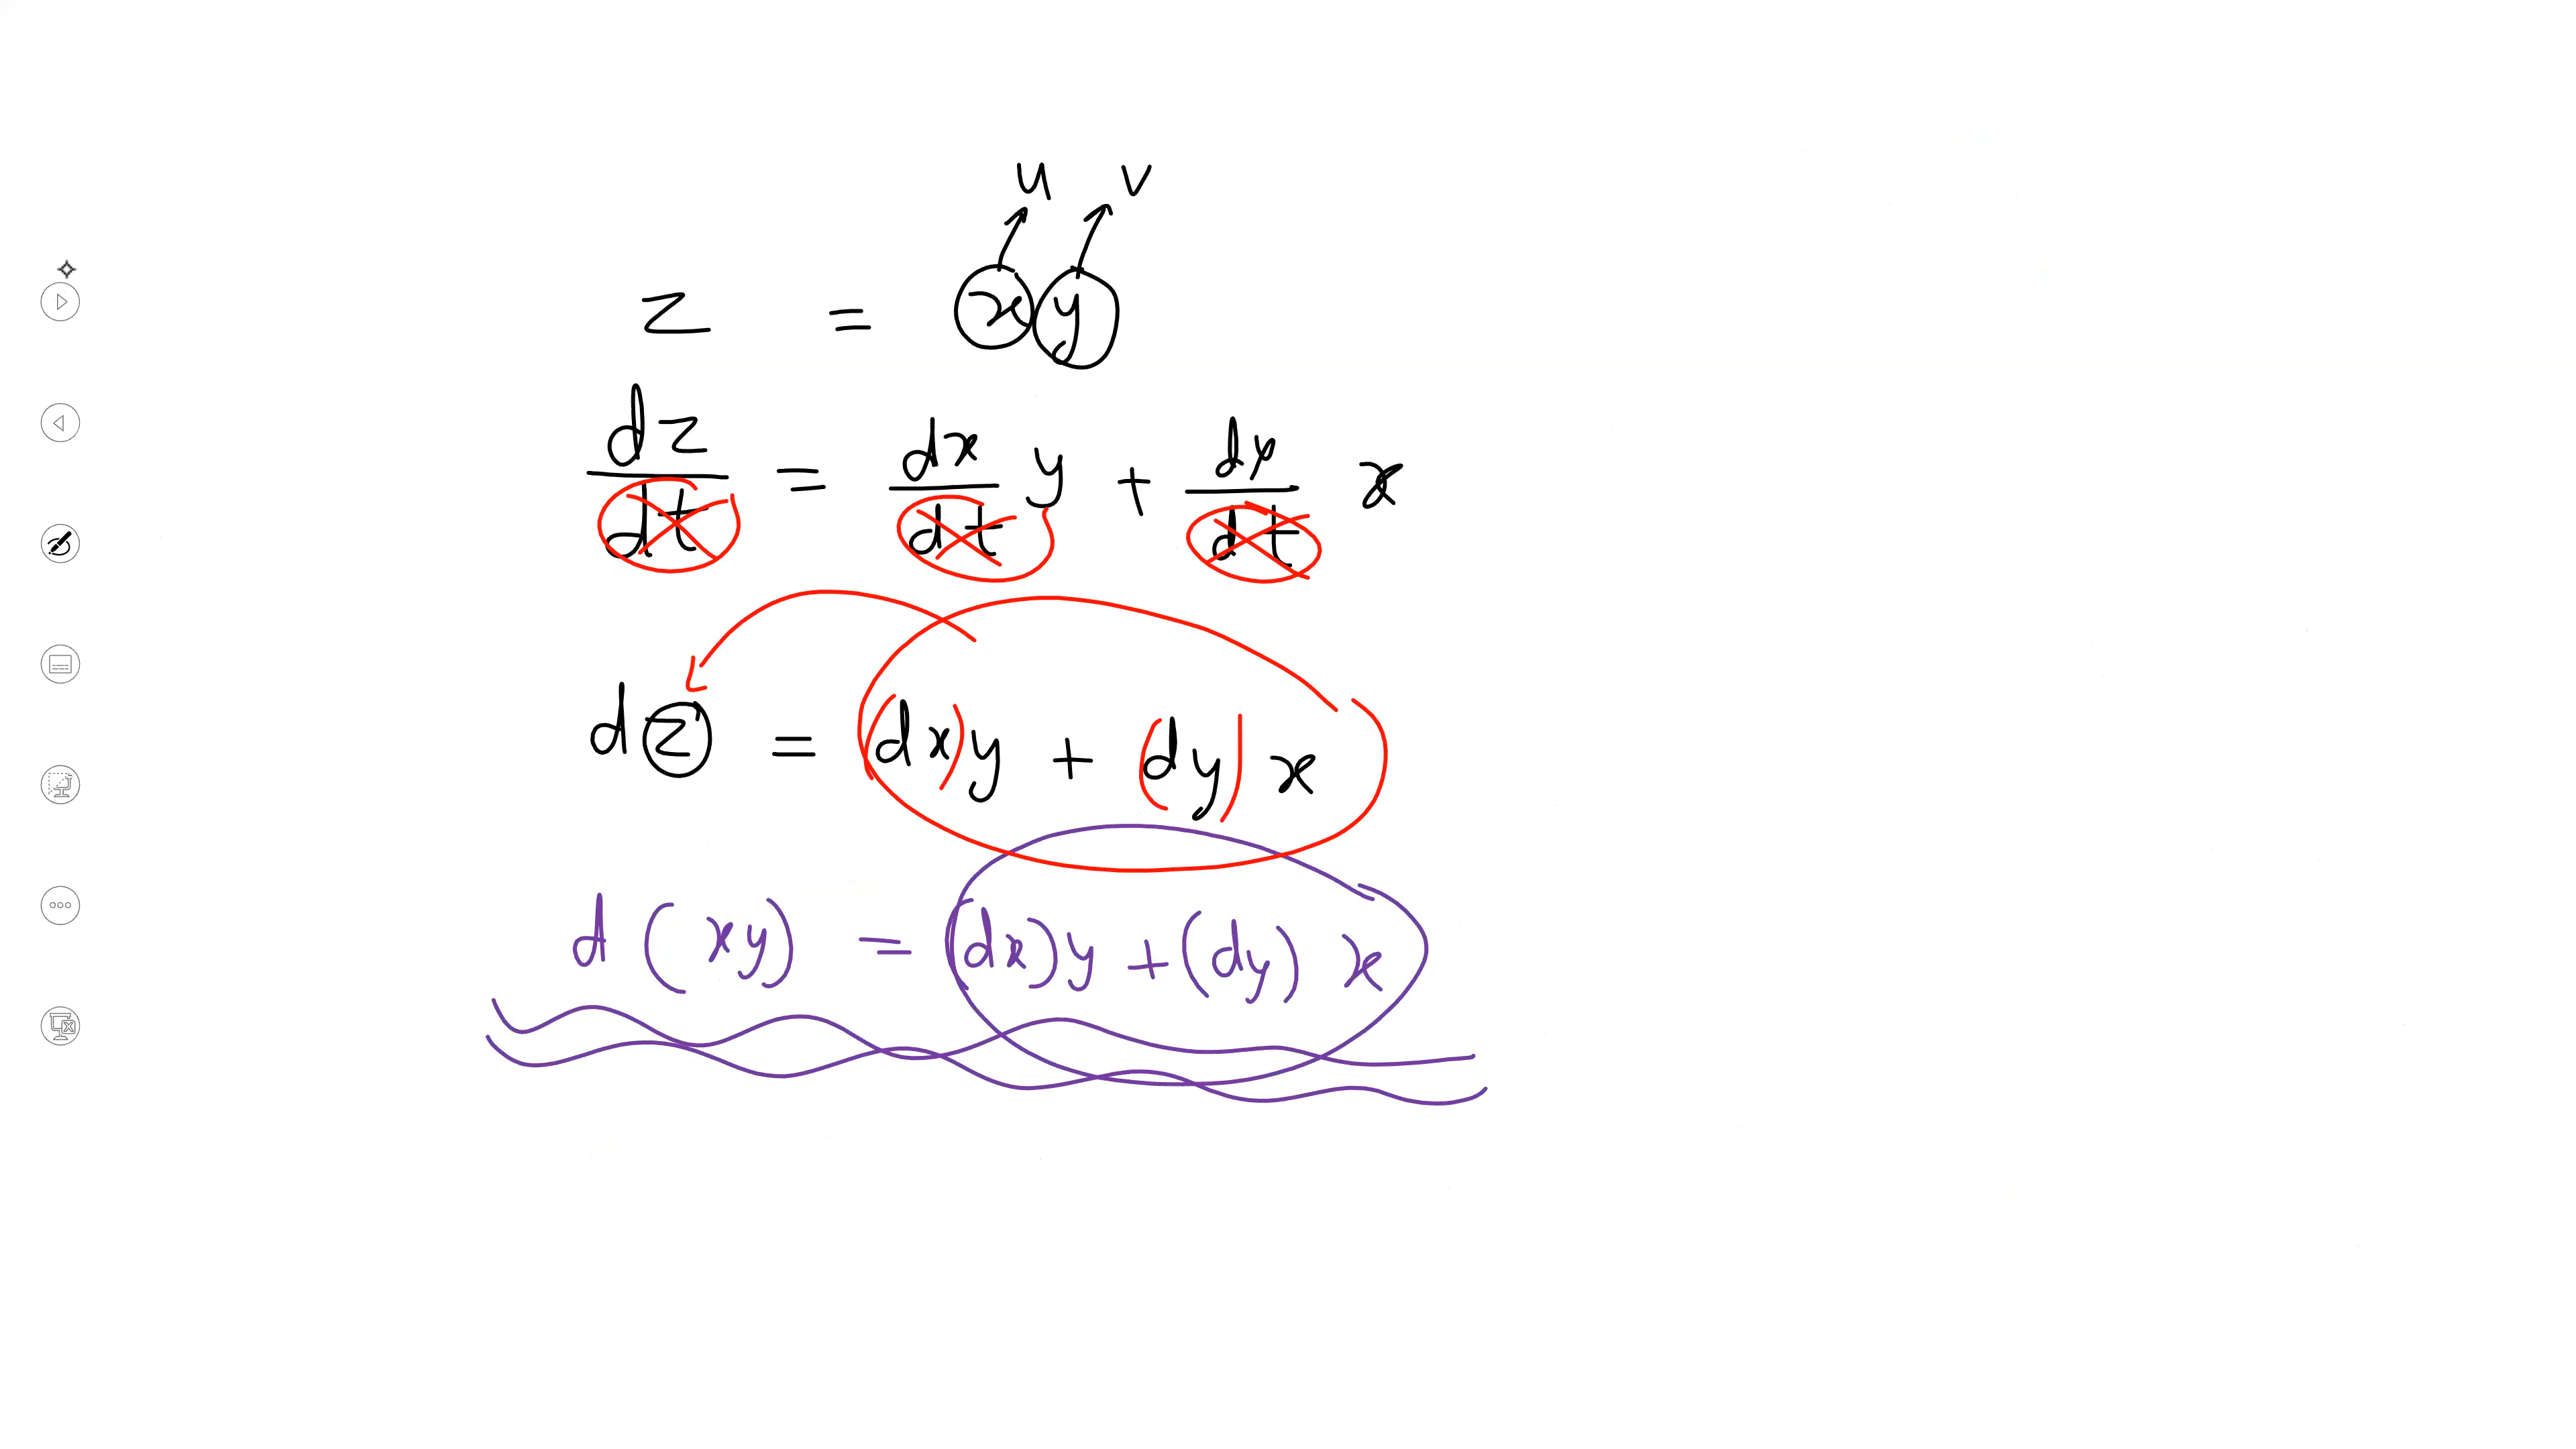 u v
z = xy
dz/dt = dx/dt y + dy/dt x
dz = (dx)y + (dy)x
d(xy) = (dx)y + (dy)x